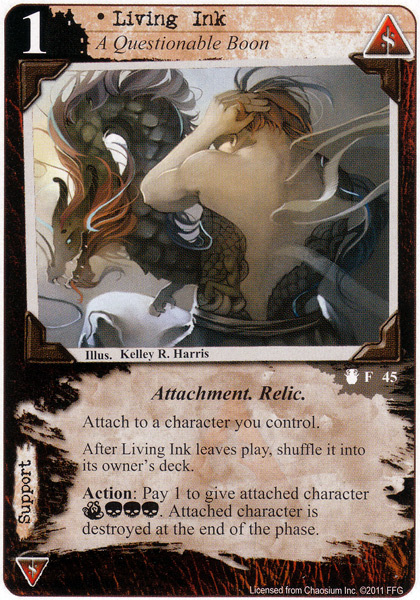 1
• Living Ink
A Questionable Boon
Illus. Kelley R. Harris
F 45
Attachment. Relic.
Attach to a character you control.
After Living Ink leaves play, shuffle it into
its owner's deck.
Action: Pay 1 to give attached character
. Attached character is
destroyed at the end of the phase.
Support
Licensed from Chaosium Inc. ©2011 FFG